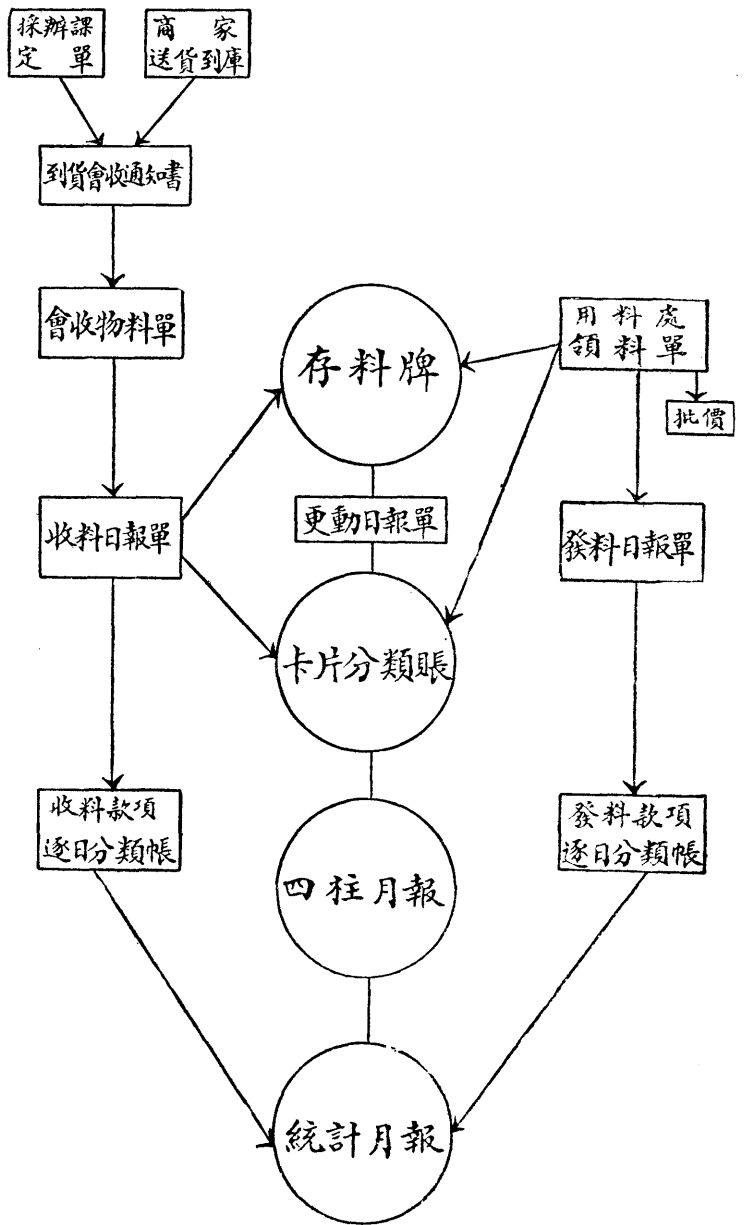 採辦課
定單
商家
送貨到庫
到貨會收通知書
會收物料單
用料處
領料單
存料牌
批價
收料日報單
更動日報單
發料日報單
卡片分類賬
收料款項
逐日分類帳
發料款項
逐日分類帳
四柱月報
統計月報